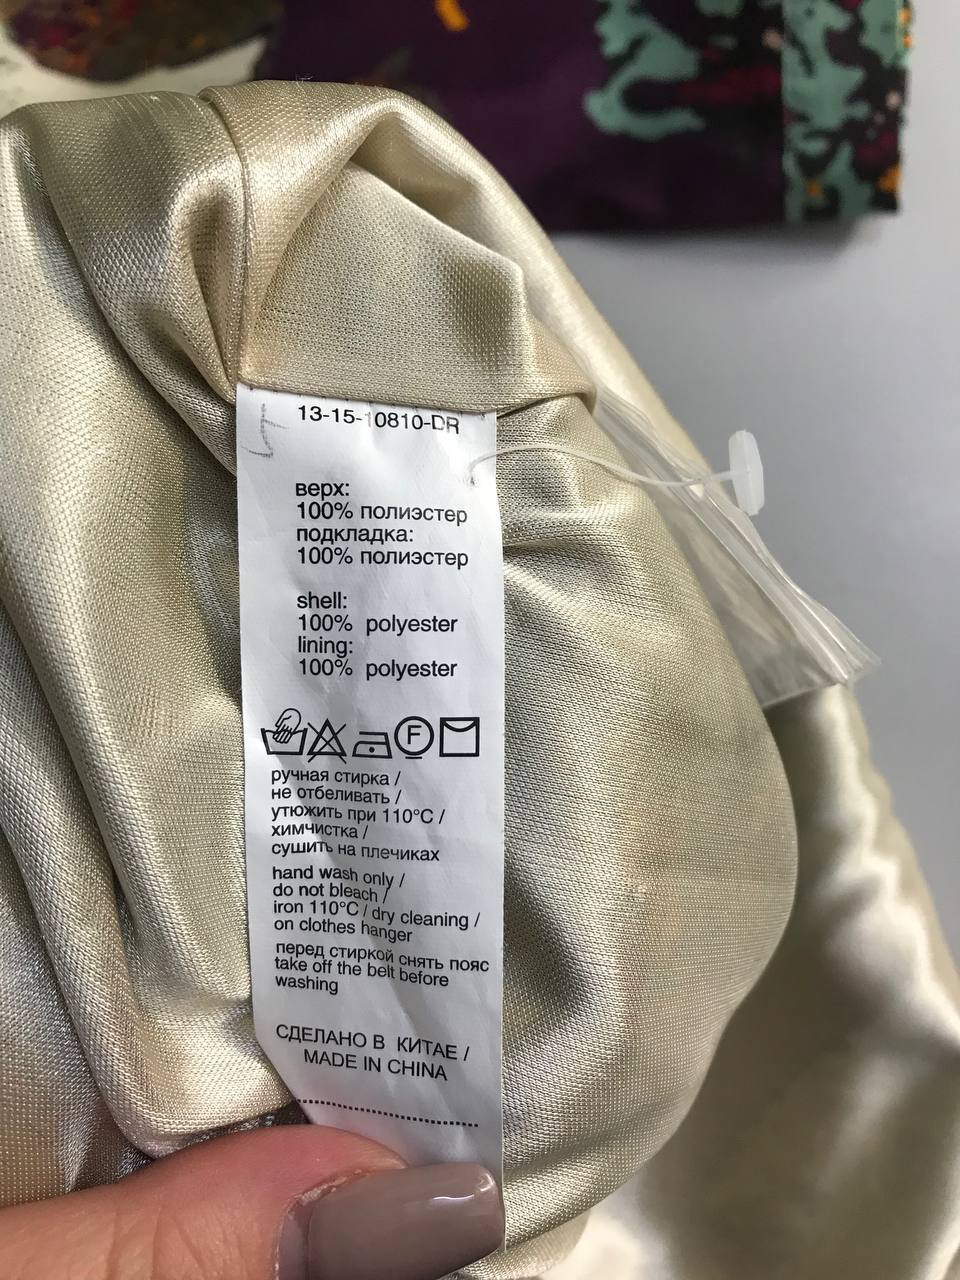 13-15-10810-DR
верх:
100% полиэстер
подкладка:
100% полиэстер
shell:
100% polyester
lining:
100% polyester
F
ручная стирка /
не отбеливать /
утюжить при 110°C /
химчистка /
сушить на плечиках
hand wash only /
do not bleach /
iron 110°C / dry cleaning /
on clothes hanger
перед стиркой снять пояс
take off the belt before
washing
СДЕЛАНО В КИТАЕ /
MADE IN CHINA